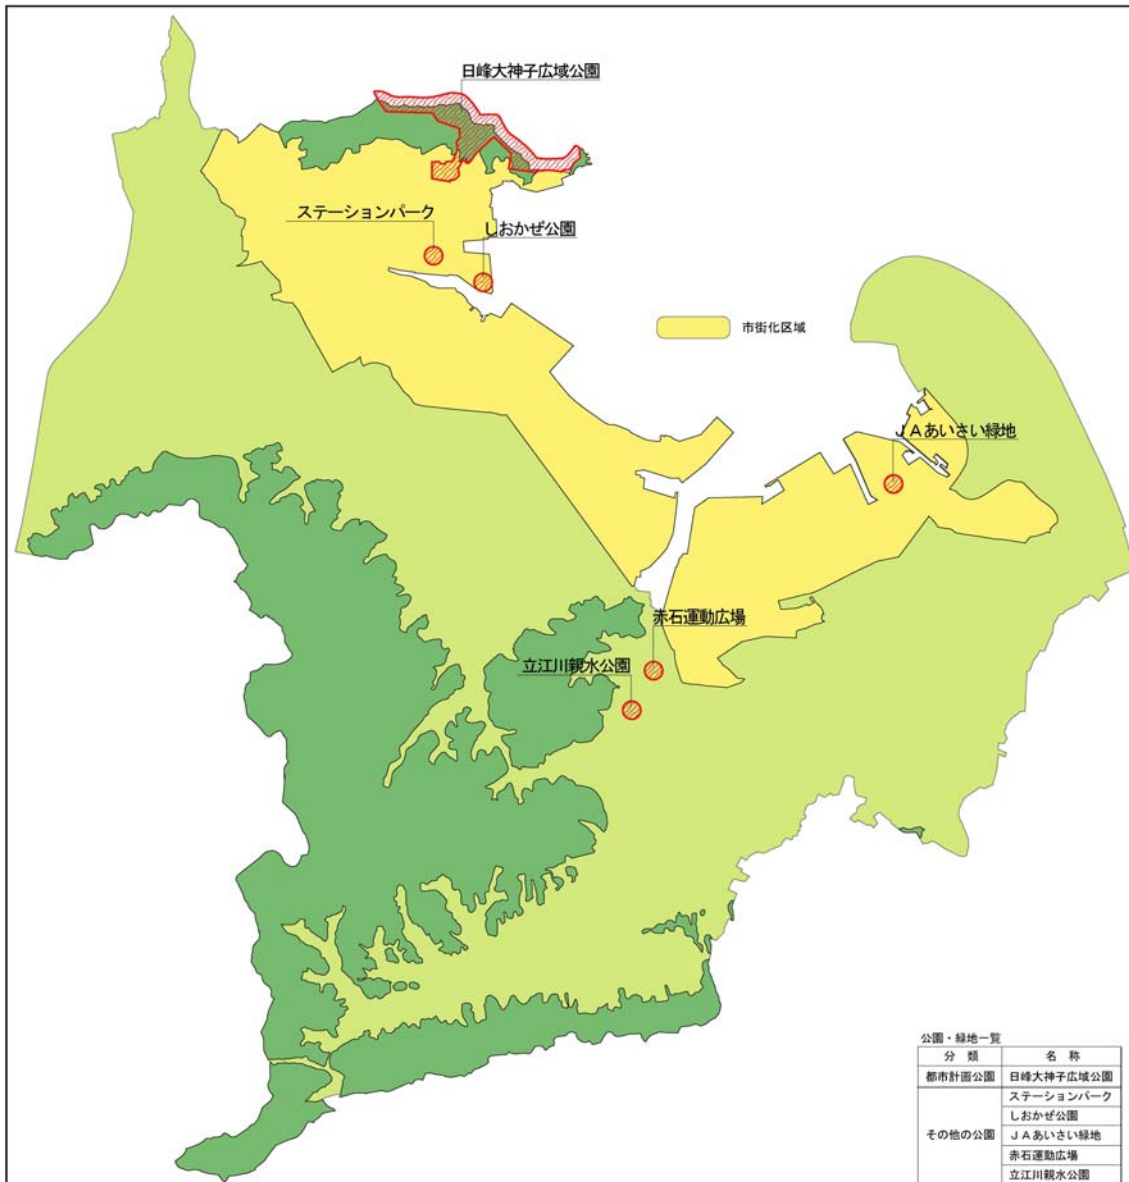 日峰大神子広域公園
ステーションパーク
しおかぜ公園
市街化区域
ＪＡあいさい緑地
赤石運動広場
立江川親水公園
公園・緑地一覧
分　類 名　称
都市計画公園 日峰大神子広域公園
その他の公園 ステーションパーク
しおかぜ公園
ＪＡあいさい緑地
赤石運動広場
立江川親水公園